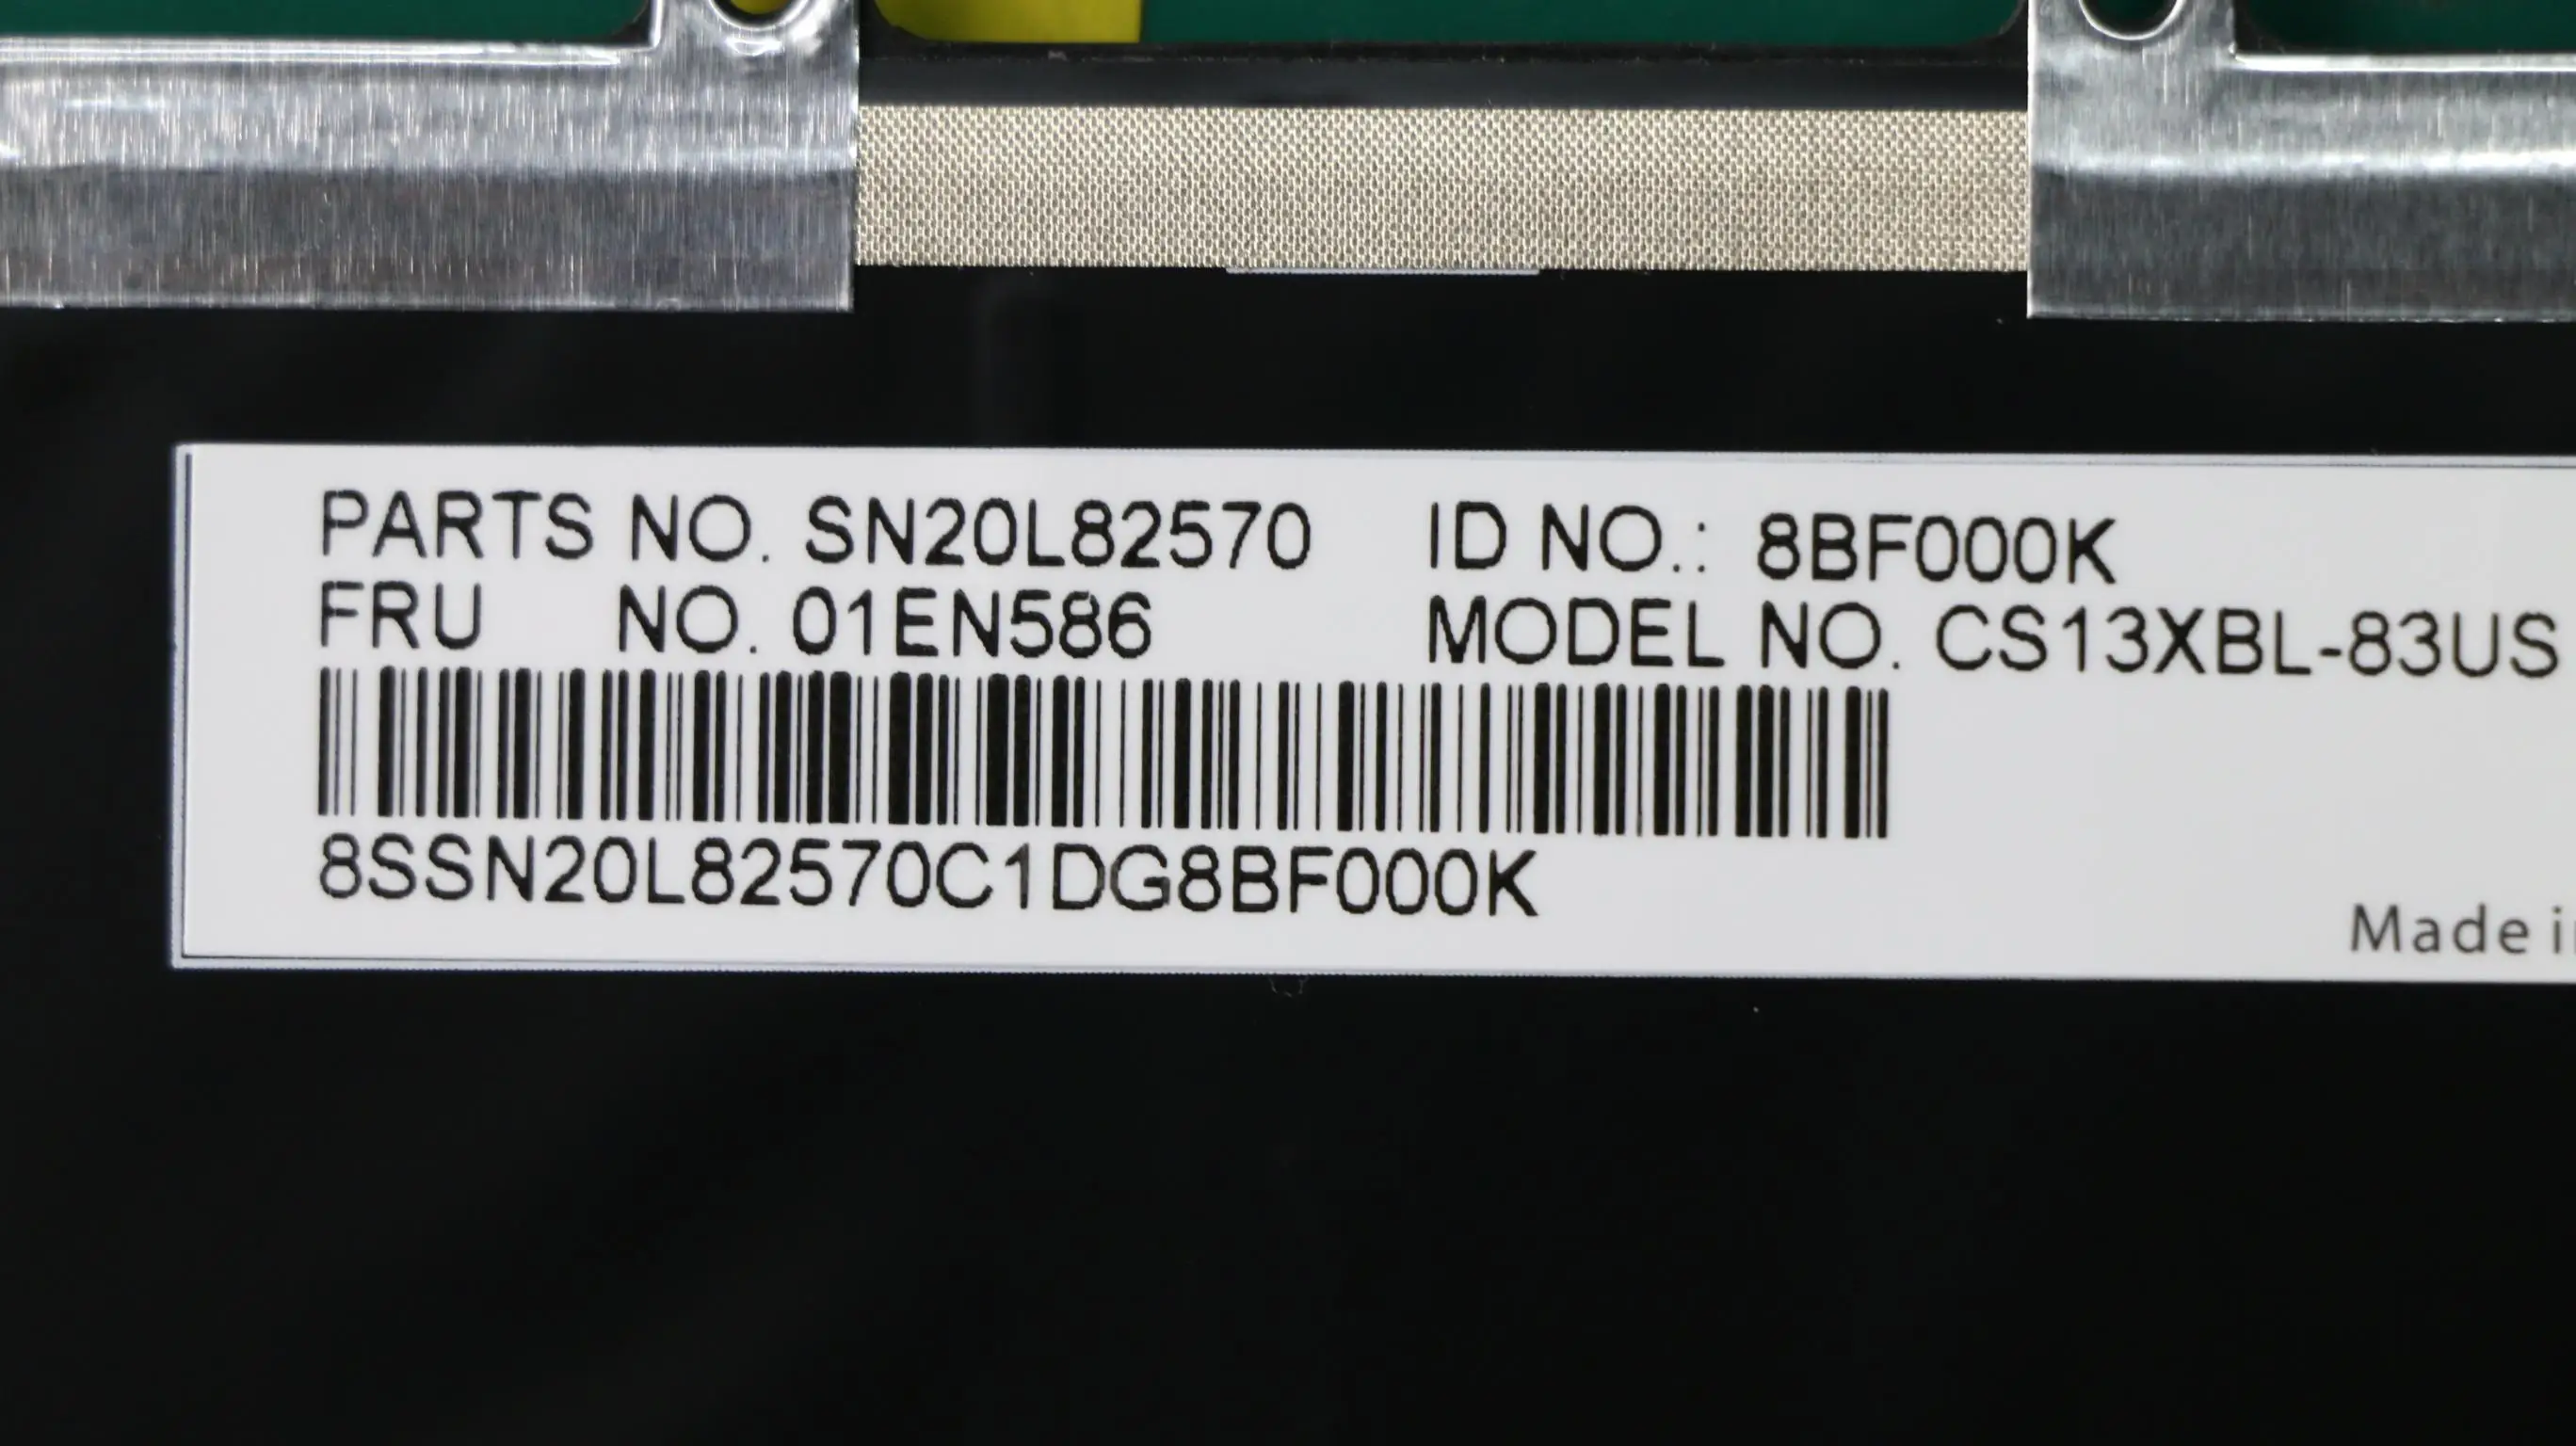 PARTS NO. SN20L82570 ID NO.: 8BF000K
FRU NO. 01EN586 MODEL NO. CS13XBL-83US
8SSN20L82570C1DG8BF000K
Made